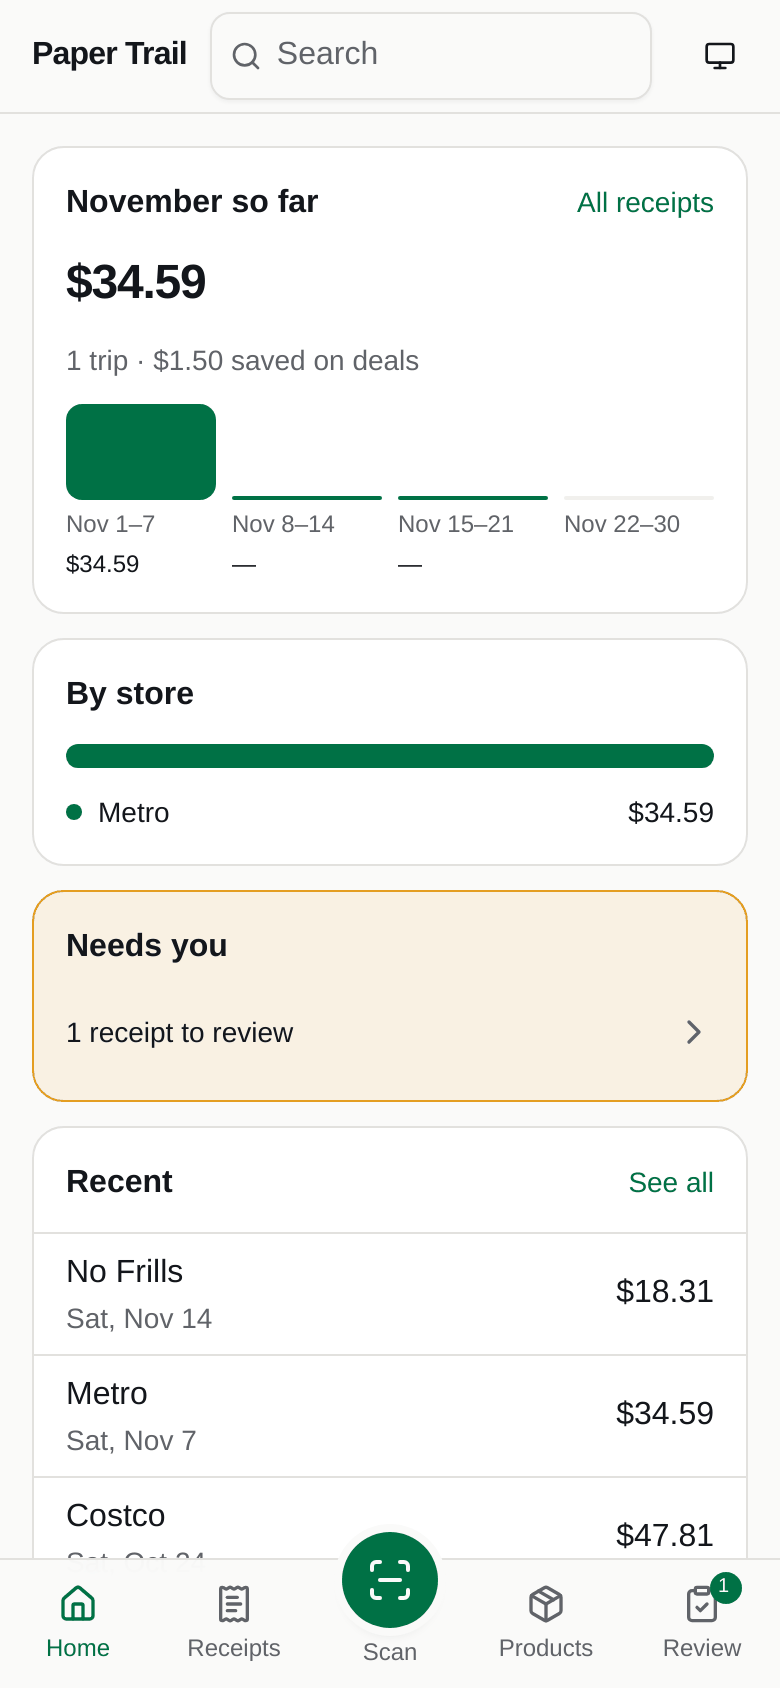 Paper Trail
Search
November so far
All receipts
$34.59
1 trip · $1.50 saved on deals
Nov 1–7
Nov 8–14
Nov 15–21
Nov 22–30
$34.59
—
—
By store
Metro
$34.59
Needs you
1 receipt to review
Recent
See all
No Frills
$18.31
Sat, Nov 14
Metro
$34.59
Sat, Nov 7
Costco
$47.81
Sat, Oct 24
1
Home
Receipts
Scan
Products
Review